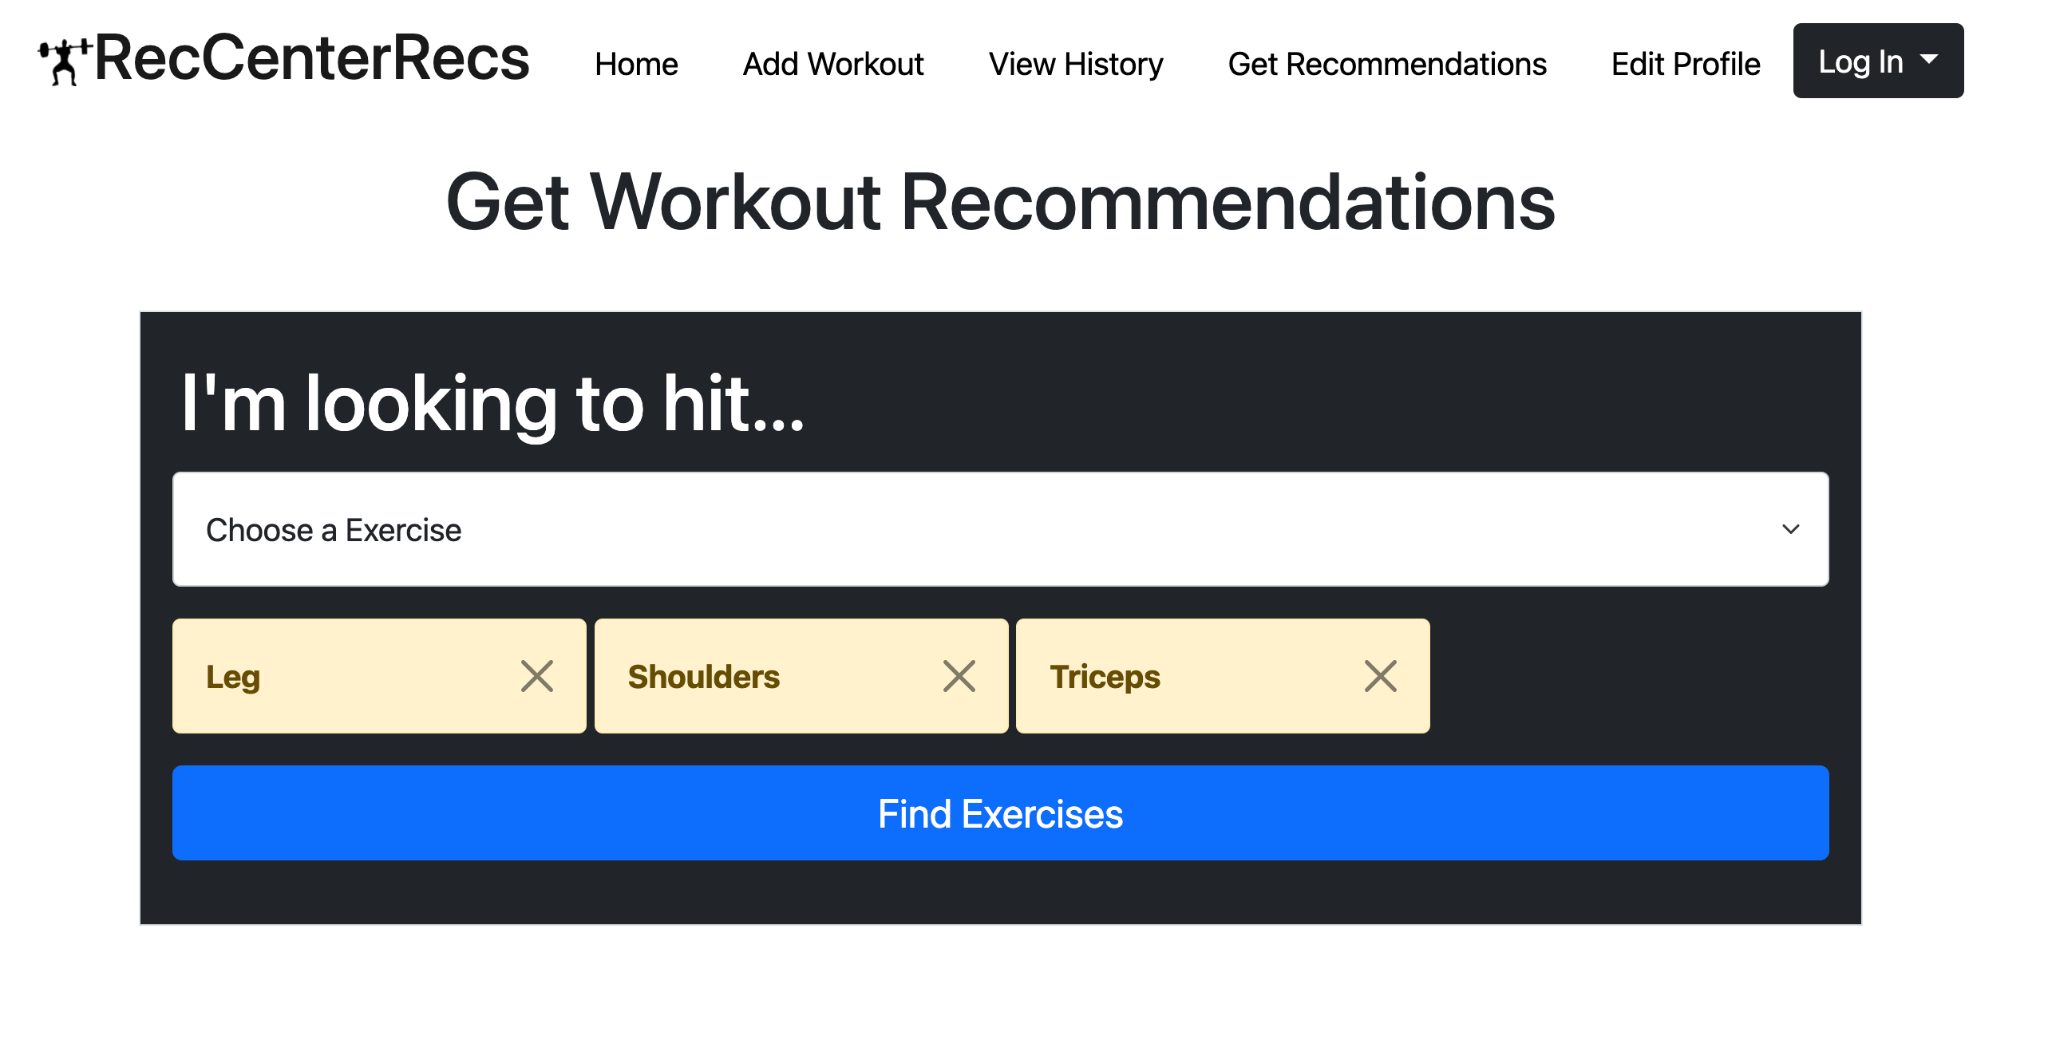 RecCenterRecs Home Add Workout View History Get Recommendations Edit Profile Log In
Get Workout Recommendations
I'm looking to hit...
Choose a Exercise
Leg Shoulders Triceps
Find Exercises